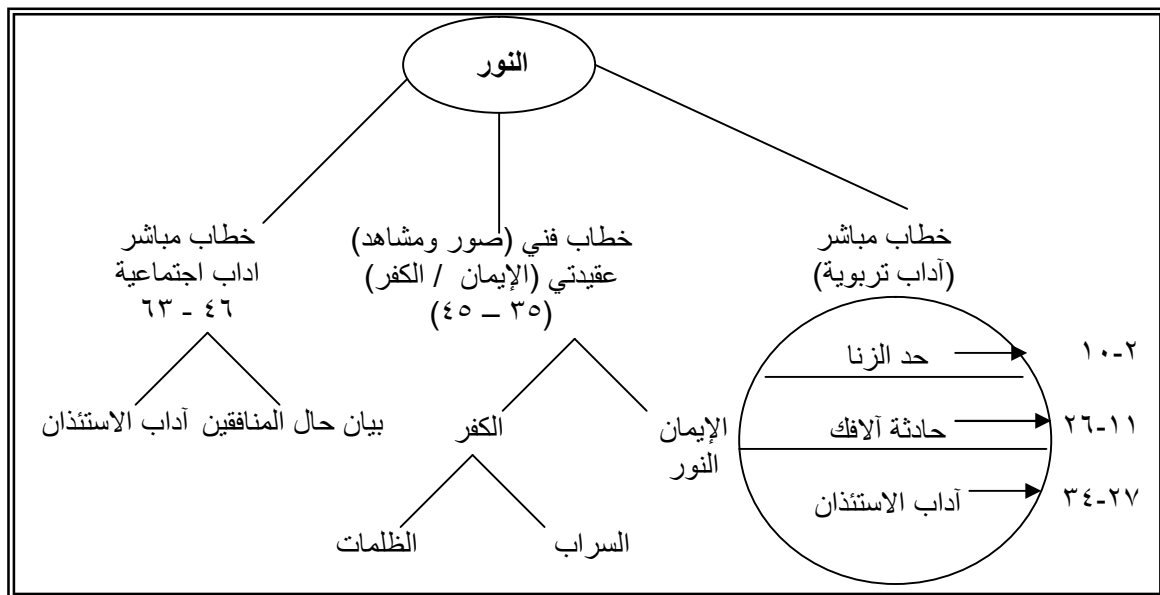 النور
خطاب مباشر
(آداب تربوية)
حد الزنا
٢-١٠
حادثة آلافك
١١-٢٦
آداب الاستئذان
٢٧-٣٤
خطاب فني (صور ومشاهد)
عقيدتي (الإيمان / الكفر)
(٣٥ – ٤٥)
الإيمان
النور
الكفر
السراب
الظلمات
خطاب مباشر
اداب اجتماعية
٤٦ - ٦٣
بيان حال المنافقين
آداب الاستئذان